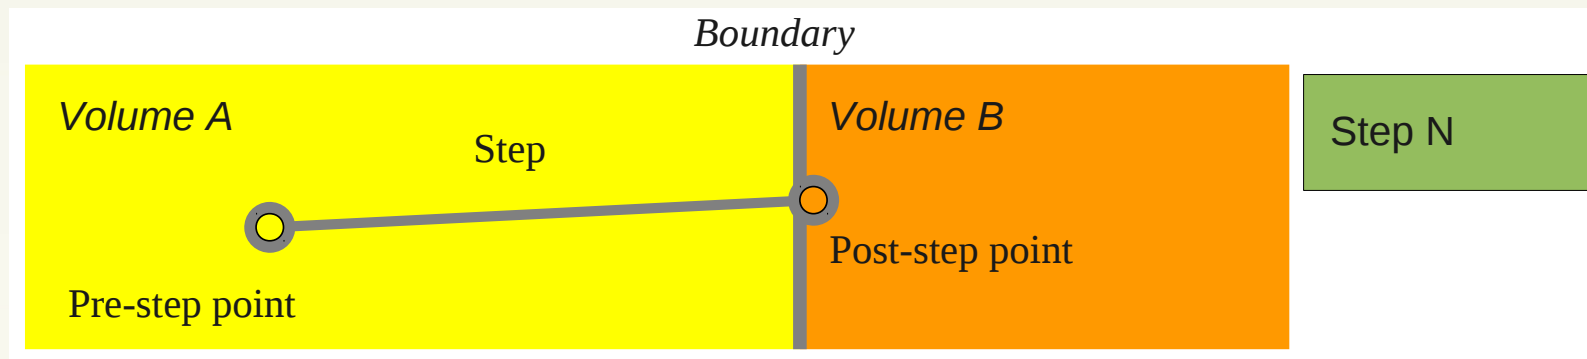 Boundary
Volume A
Volume B
Step N
Step
Post-step point
Pre-step point